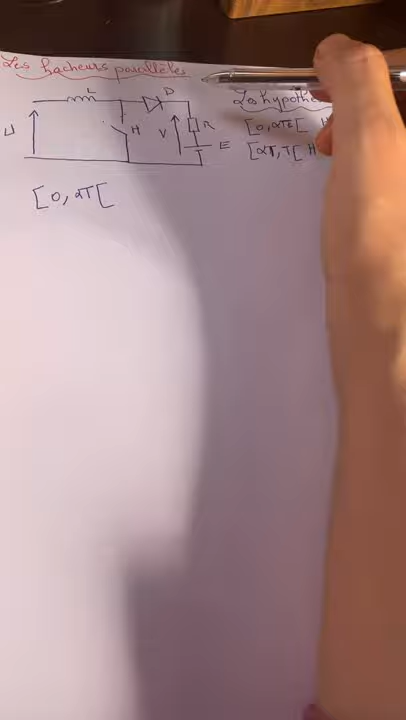 Les hacheurs parallèles
L D Les hypothè
U H V R E
[0, αT[ H
[αT, T[ H
[0, αT[